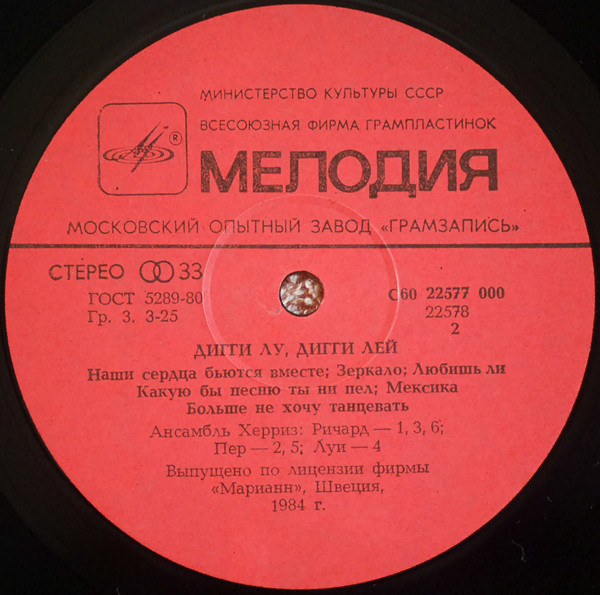 МИНИСТЕРСТВО КУЛЬТУРЫ СССР
ВСЕСОЮЗНАЯ ФИРМА ГРАМПЛАСТИНОК
®
МЕЛОДИЯ
МОСКОВСКИЙ ОПЫТНЫЙ ЗАВОД «ГРАМЗАПИСЬ»
СТЕРЕО 33
ГОСТ 5289-80
Гр. 3. 3-25
С60 22577 000
22578
2
ДИГГИ ЛУ, ДИГГИ ЛЕЙ
Наши сердца бьются вместе; Зеркало; Любишь ли
Какую бы песню ты ни пел; Мексика
Больше не хочу танцевать
Ансамбль Херриз: Ричард — 1, 3, 6;
Пер — 2, 5; Луи — 4
Выпущено по лицензии фирмы
«Марианн», Швеция,
1984 г.